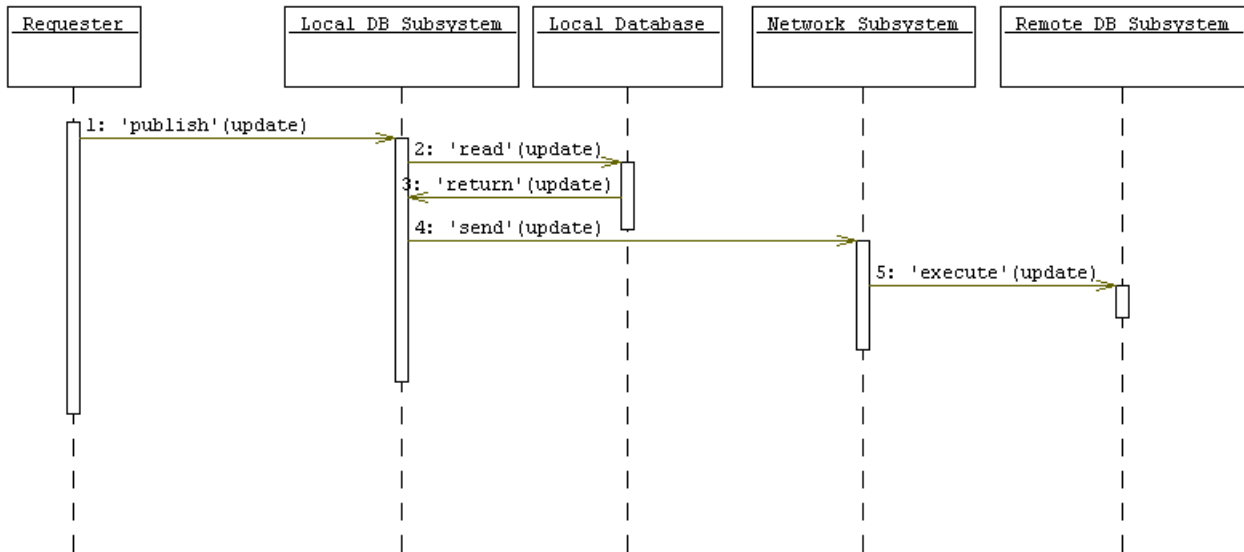 Requester
Local DB Subsystem
Local Database
Network Subsystem
Remote DB Subsystem
1: 'publish'(update)
2: 'read'(update)
3: 'return'(update)
4: 'send'(update)
5: 'execute'(update)